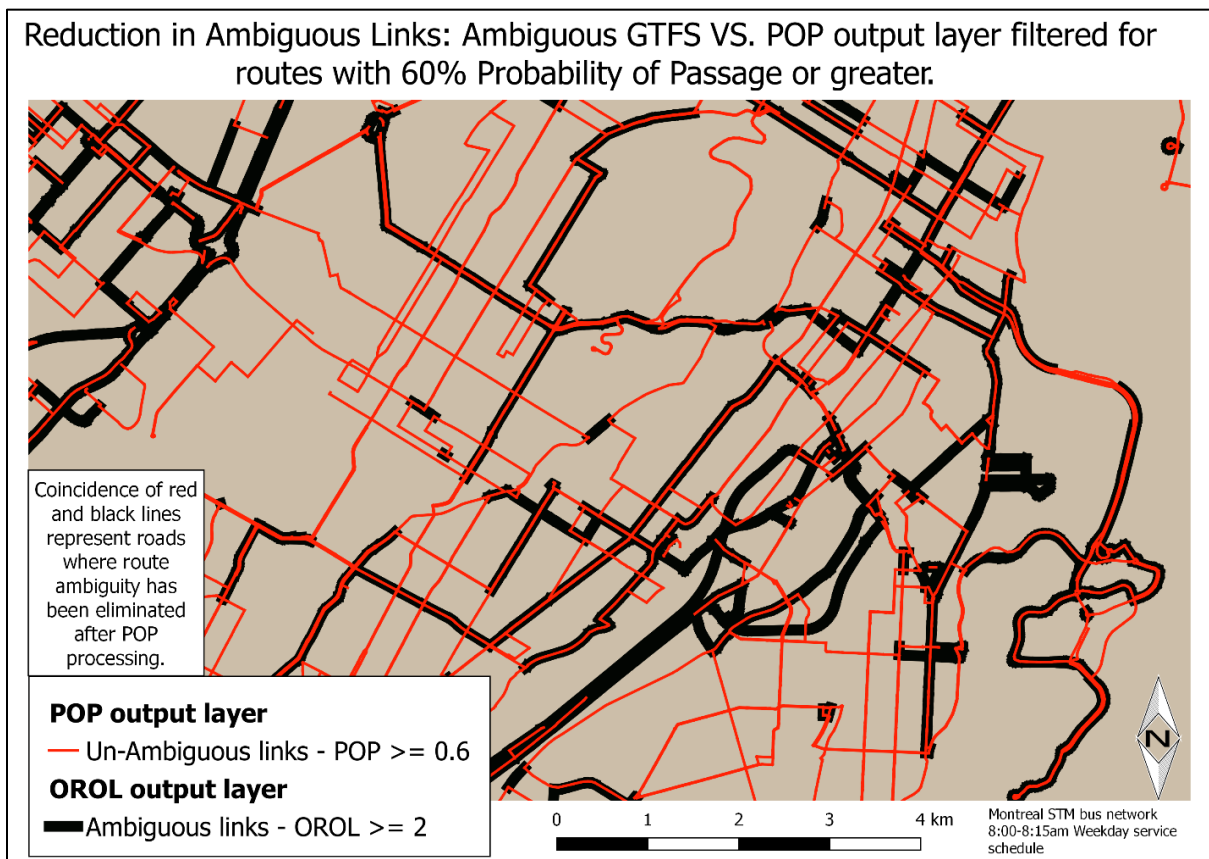 Reduction in Ambiguous Links: Ambiguous GTFS VS. POP output layer filtered for
routes with 60% Probability of Passage or greater.
Coincidence of red
and black lines
represent roads
where route
ambiguity has
been eliminated
after POP
processing.
POP output layer
Un-Ambiguous links - POP >= 0.6
OROL output layer
Ambiguous links - OROL >= 2
0 1 2 3 4 km
N
Montreal STM bus network
8:00-8:15am Weekday service
schedule